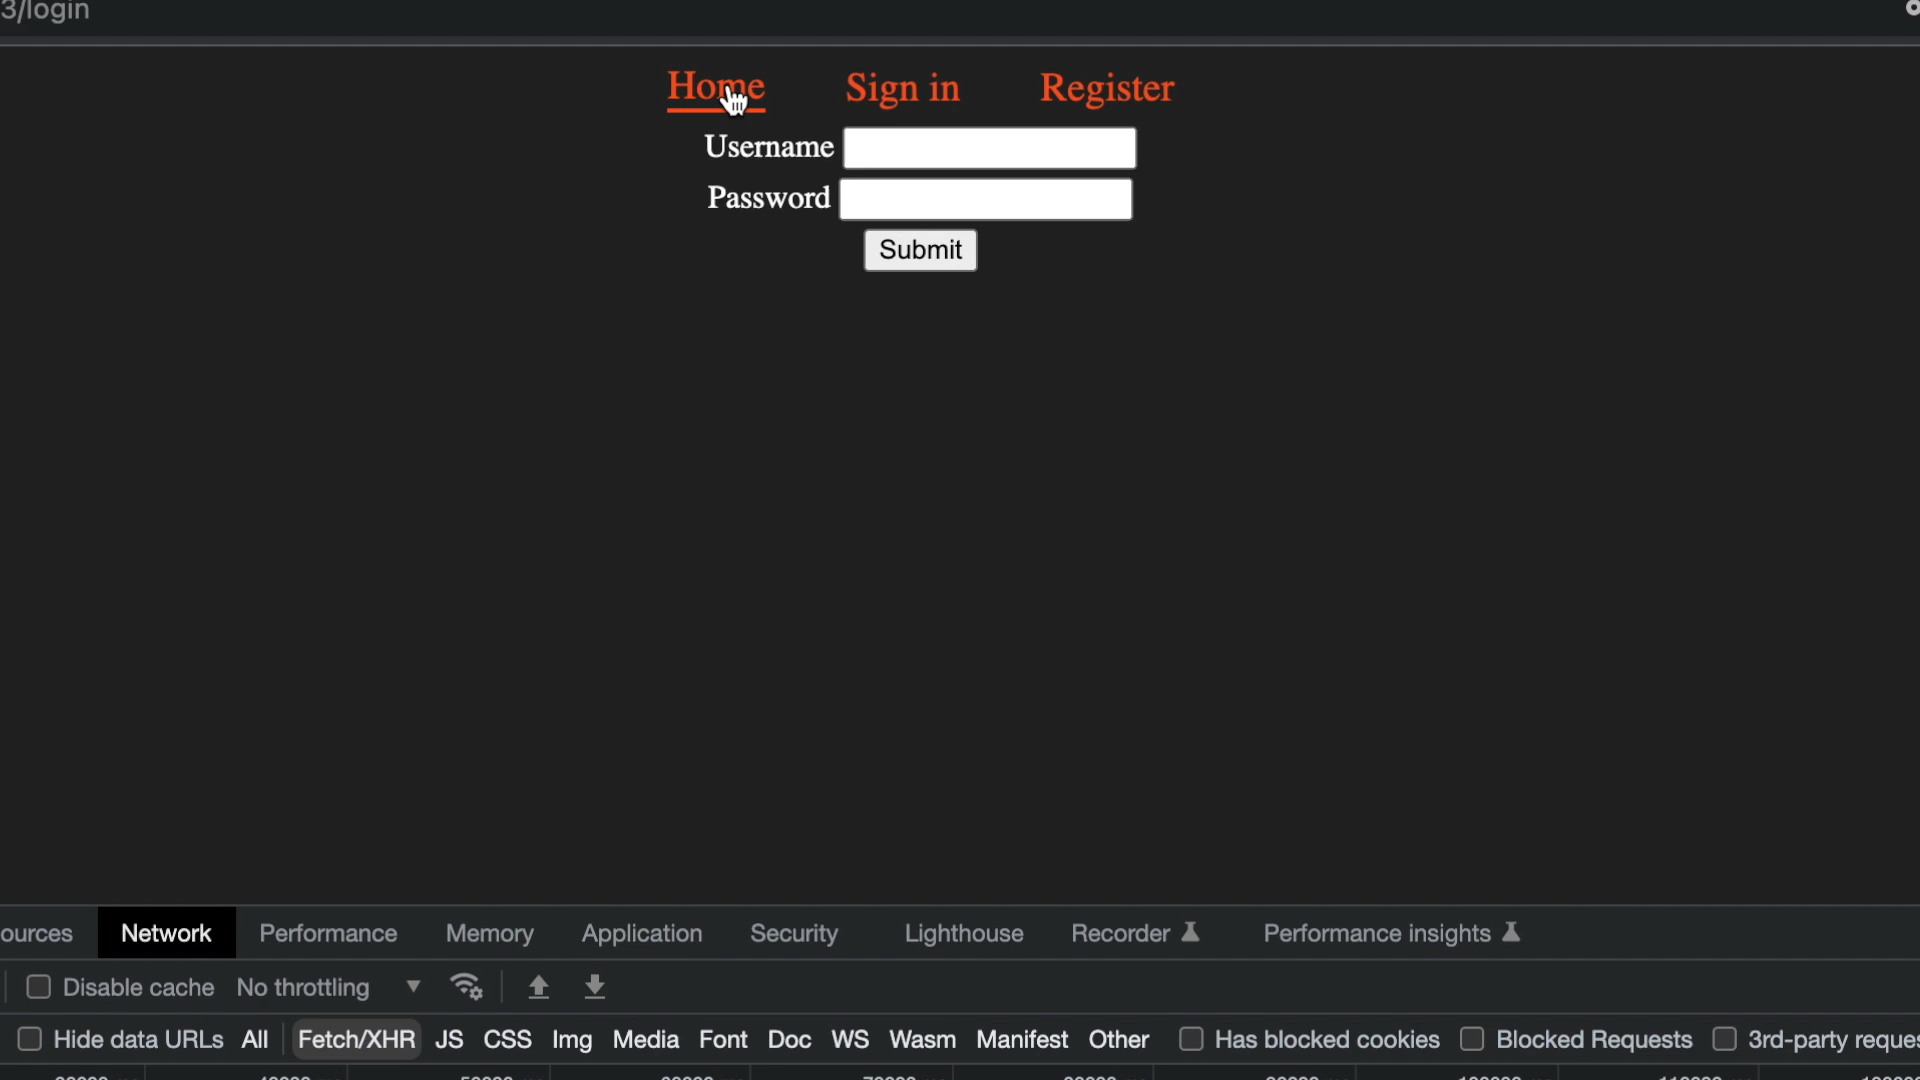 3/login
Home Sign in Register
Username
Password
Submit
ources Network Performance Memory Application Security Lighthouse Recorder Performance insights
Disable cache No throttling
Hide data URLs All Fetch/XHR JS CSS Img Media Font Doc WS Wasm Manifest Other Has blocked cookies Blocked Requests 3rd-party reques